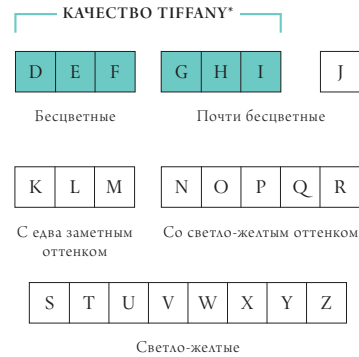 КАЧЕСТВО TIFFANY*
D E F G H I J
Бесцветные Почти бесцветные
K L M N O P Q R
С едва заметным оттенком Со светло-желтым оттенком
S T U V W X Y Z
Светло-желтые